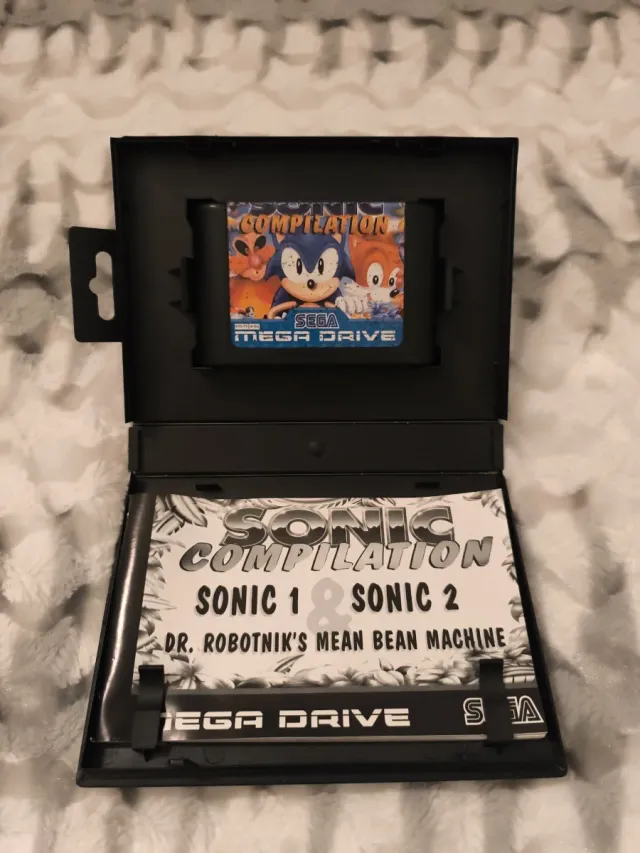 SONIC
COMPILATION
SEGA
MEGA DRIVE
SONIC
COMPILATION
SONIC 1 & SONIC 2
DR. ROBOTNIK'S MEAN BEAN MACHINE
MEGA DRIVE SEGA